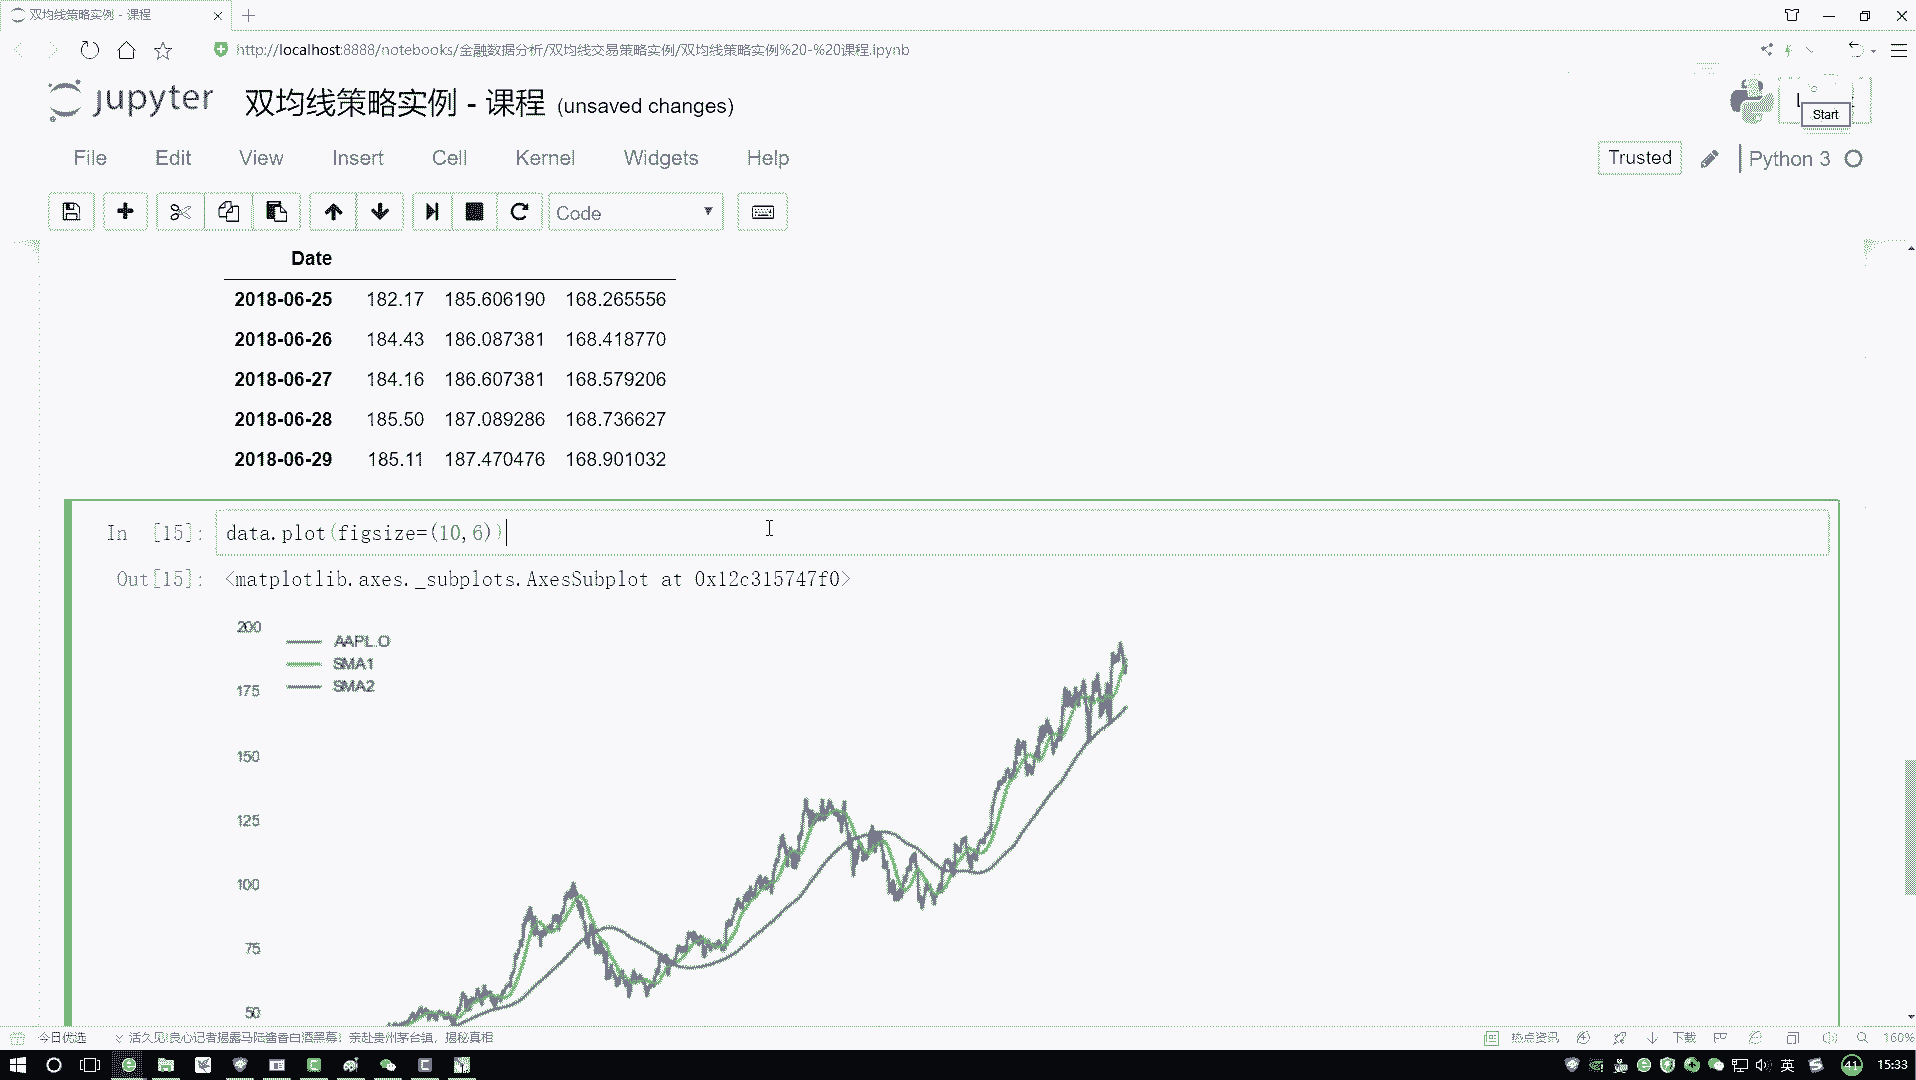 双均线策略实例 - 课程
http://localhost:8888/notebooks/金融数据分析/双均线交易策略实例/双均线策略实例%20-%20课程.ipynb
jupyter 双均线策略实例 - 课程 (unsaved changes)
Start
File Edit View Insert Cell Kernel Widgets Help
Trusted Python 3
Code
Date
2018-06-25 182.17 185.606190 168.265556
2018-06-26 184.43 186.087381 168.418770
2018-06-27 184.16 186.607381 168.579206
2018-06-28 185.50 187.089286 168.736627
2018-06-29 185.11 187.470476 168.901032
In [15]: data.plot(figsize=(10,6))
Out[15]: <matplotlib.axes._subplots.AxesSubplot at 0x12c315747f0>
200
AAPL.O
SMA1
SMA2
175
150
125
100
75
50
今日优选 活久见!良心记者揭露马陆酱香白酒黑幕! 亲赴贵州茅台镇，揭秘真相 热点资讯 下载 160%
英 41 15:33